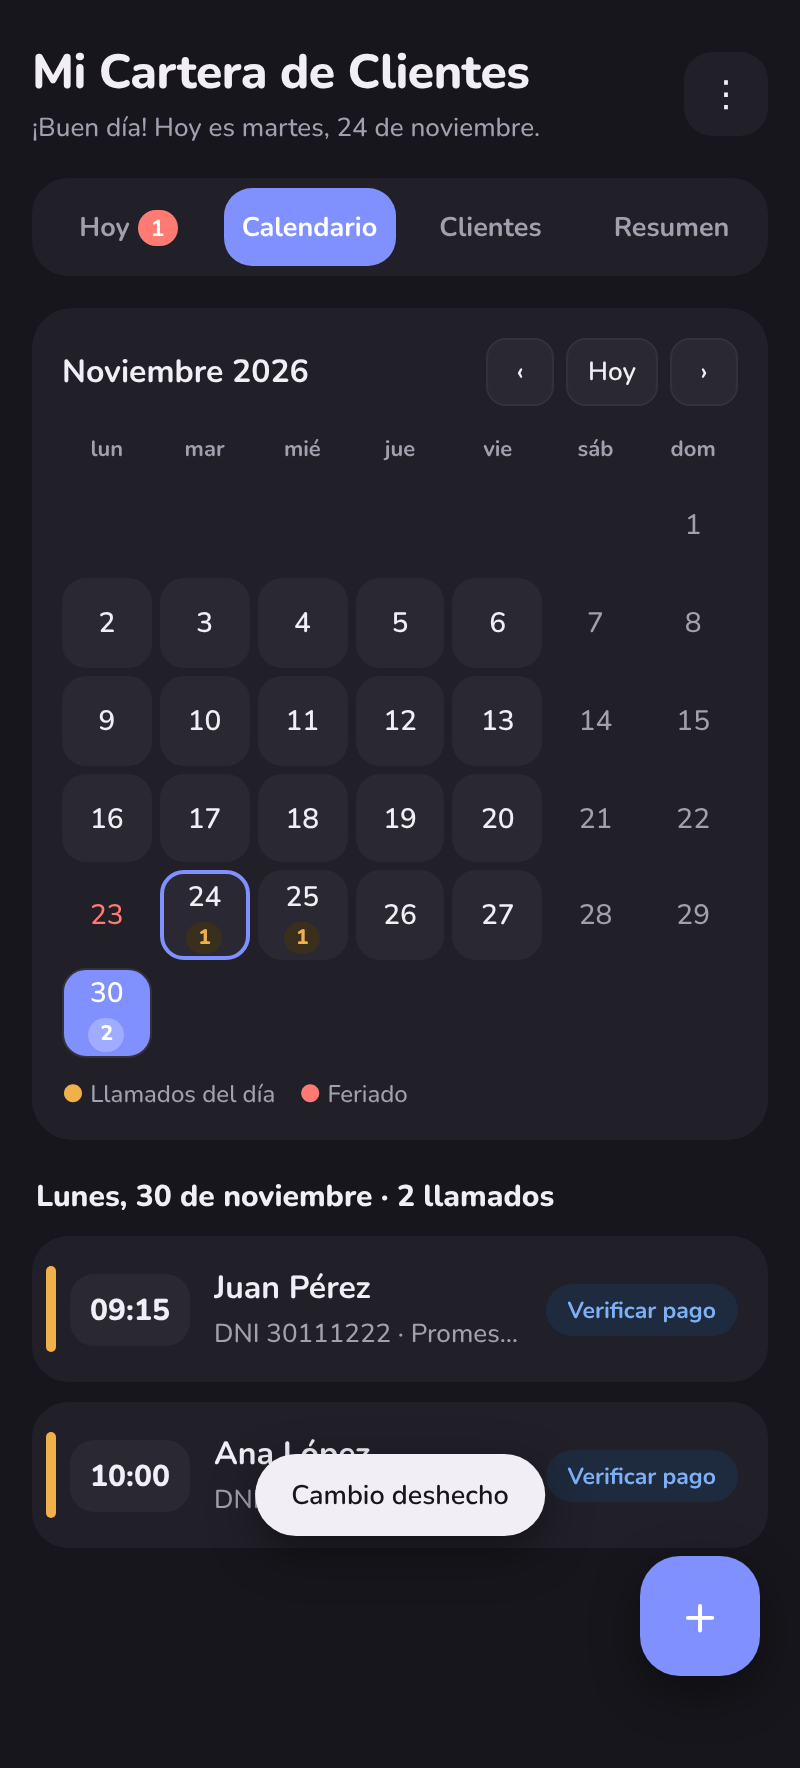 Mi Cartera de Clientes
¡Buen día! Hoy es martes, 24 de noviembre.
⋮
Hoy 1 Calendario Clientes Resumen
Noviembre 2026 ‹ Hoy ›
lun mar mié jue vie sáb dom
1
2 3 4 5 6 7 8
9 10 11 12 13 14 15
16 17 18 19 20 21 22
23 24 25 26 27 28 29
1 1
30
2
Llamados del día Feriado
Lunes, 30 de noviembre · 2 llamados
Juan Pérez
09:15 Verificar pago
DNI 30111222 · Promes...
Ana López
10:00 Verificar pago
DNI
Cambio deshecho
+